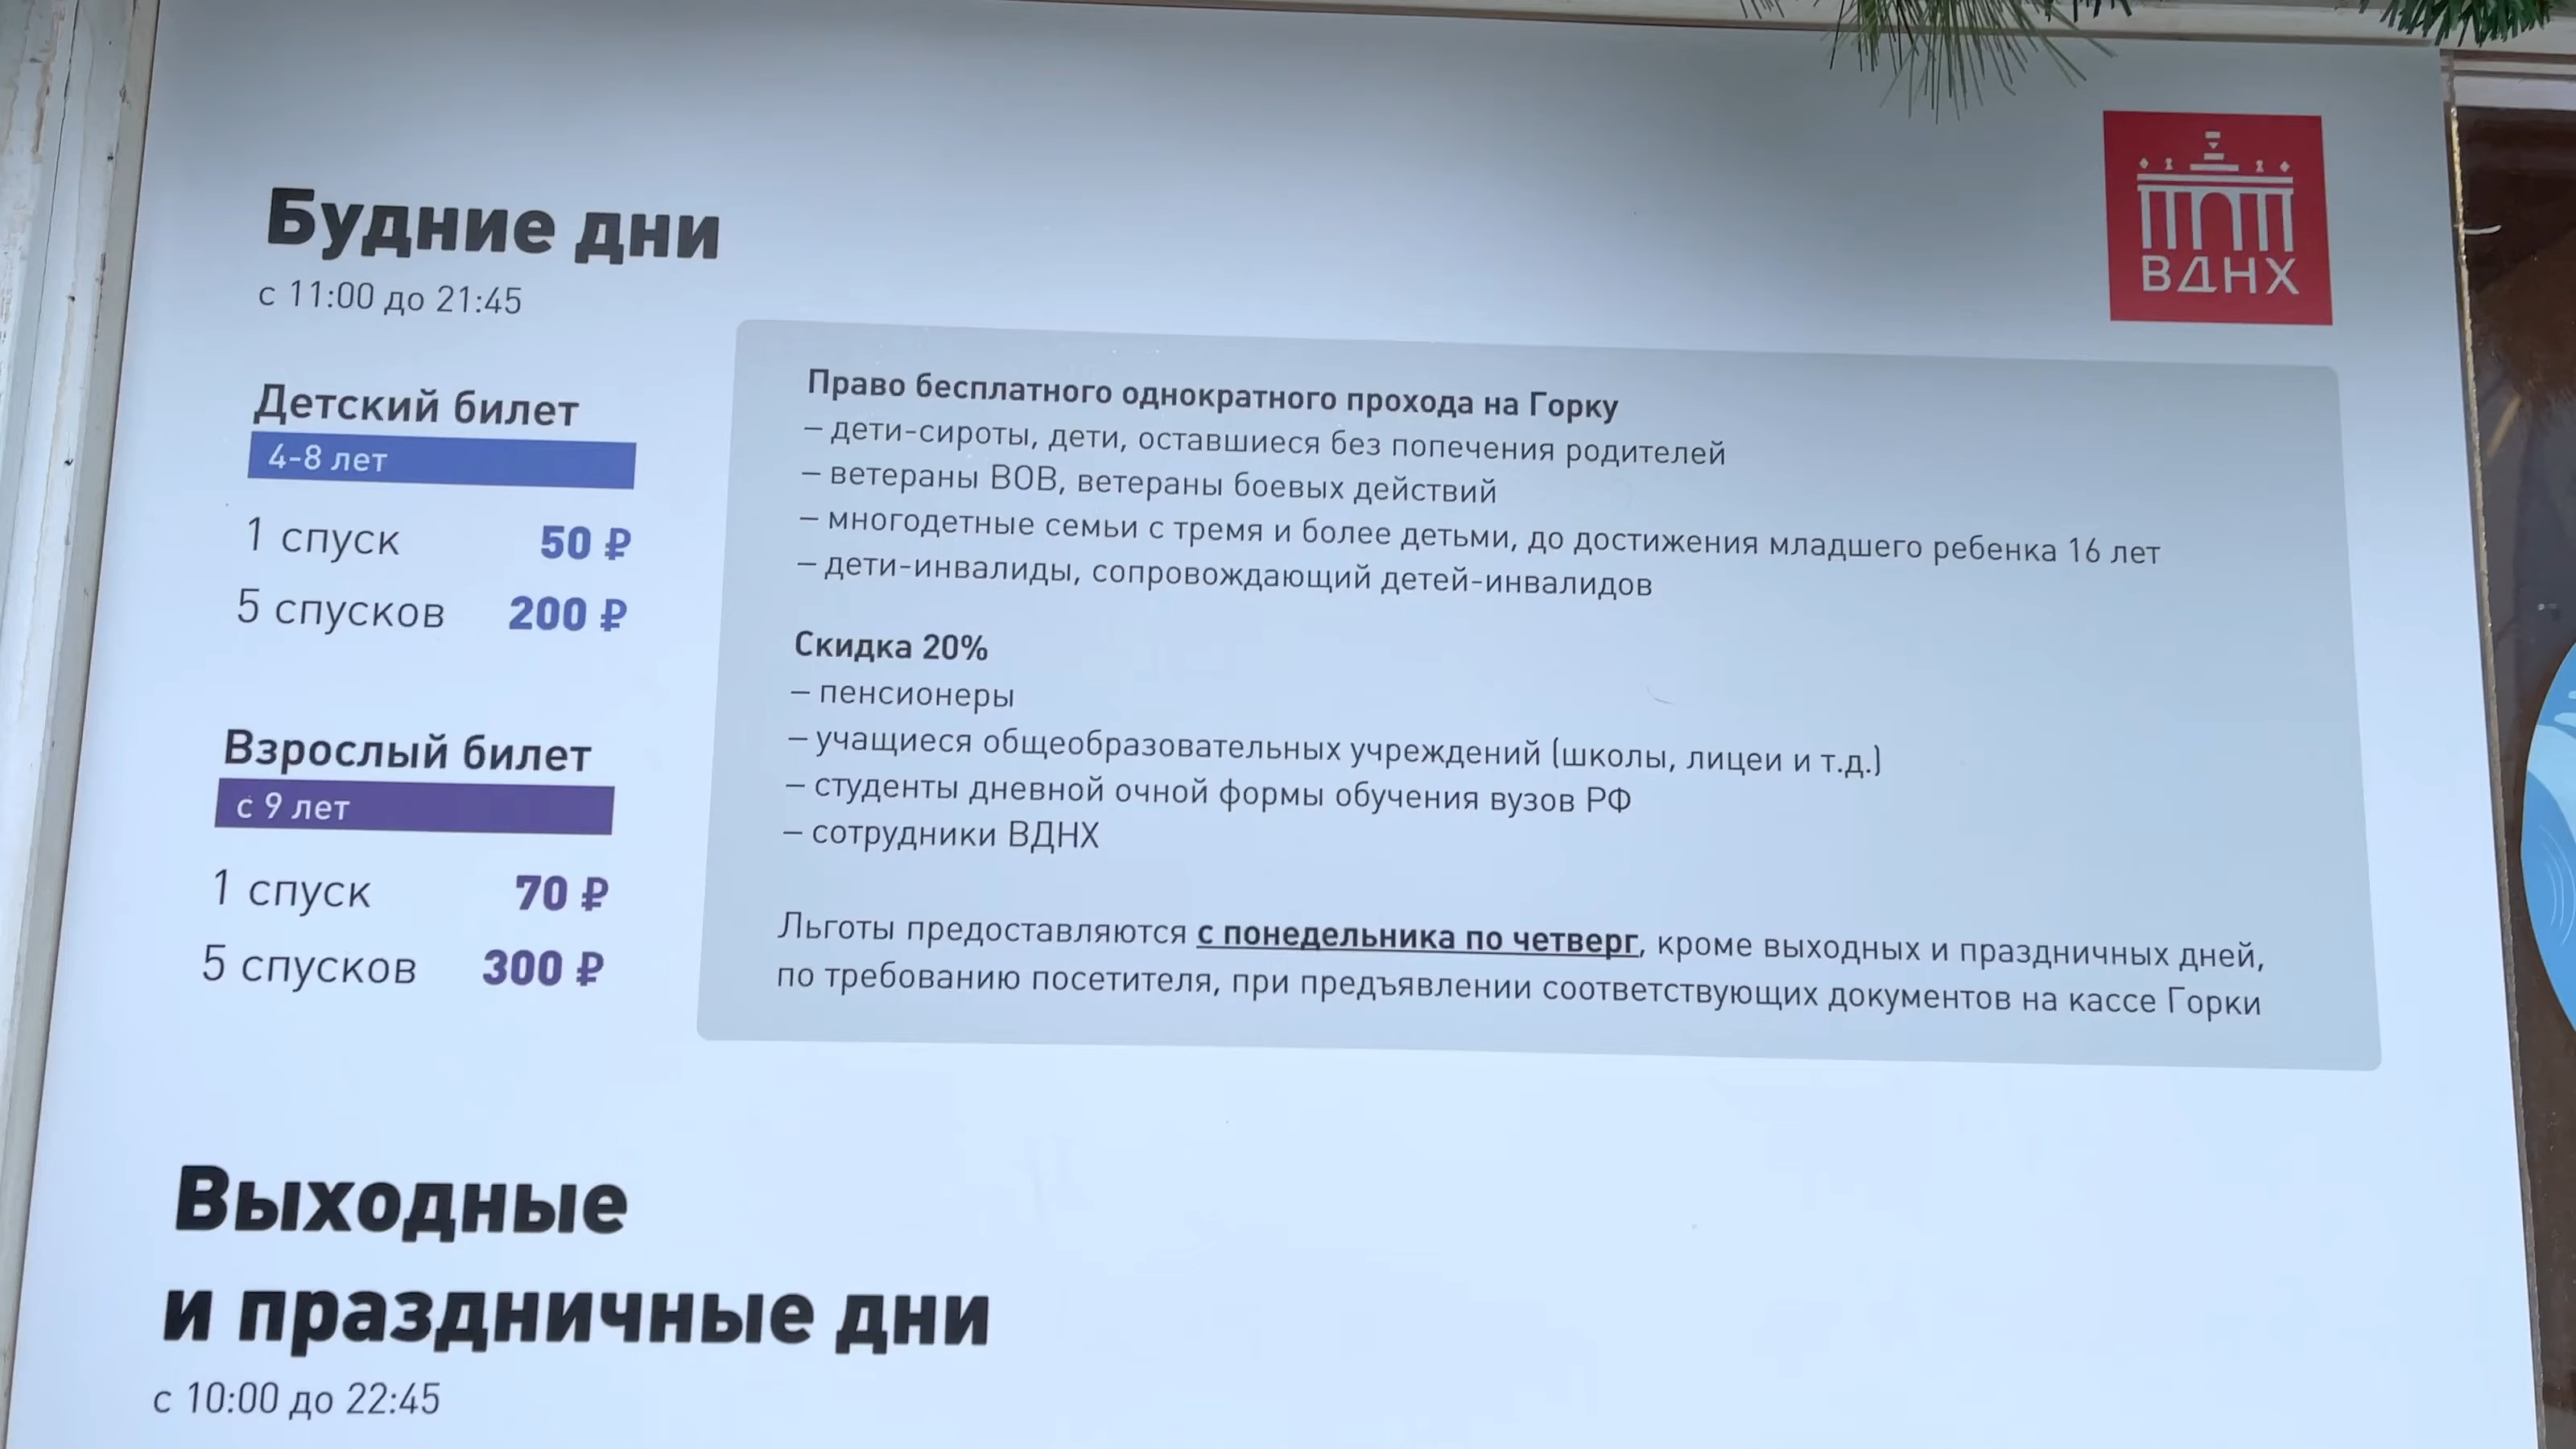 Будние дни
с 11:00 до 21:45
Детский билет
4-8 лет
1 спуск 50 ₽
5 спусков 200 ₽
Взрослый билет
с 9 лет
1 спуск 70 ₽
5 спусков 300 ₽
ВДНХ
Право бесплатного однократного прохода на Горку
– дети-сироты, дети, оставшиеся без попечения родителей
– ветераны ВОВ, ветераны боевых действий
– многодетные семьи с тремя и более детьми, до достижения младшего ребенка 16 лет
– дети-инвалиды, сопровождающий детей-инвалидов
Скидка 20%
– пенсионеры
– учащиеся общеобразовательных учреждений (школы, лицеи и т.д.)
– студенты дневной очной формы обучения вузов РФ
– сотрудники ВДНХ
Льготы предоставляются с понедельника по четверг, кроме выходных и праздничных дней,
по требованию посетителя, при предъявлении соответствующих документов на кассе Горки
Выходные
и праздничные дни
с 10:00 до 22:45